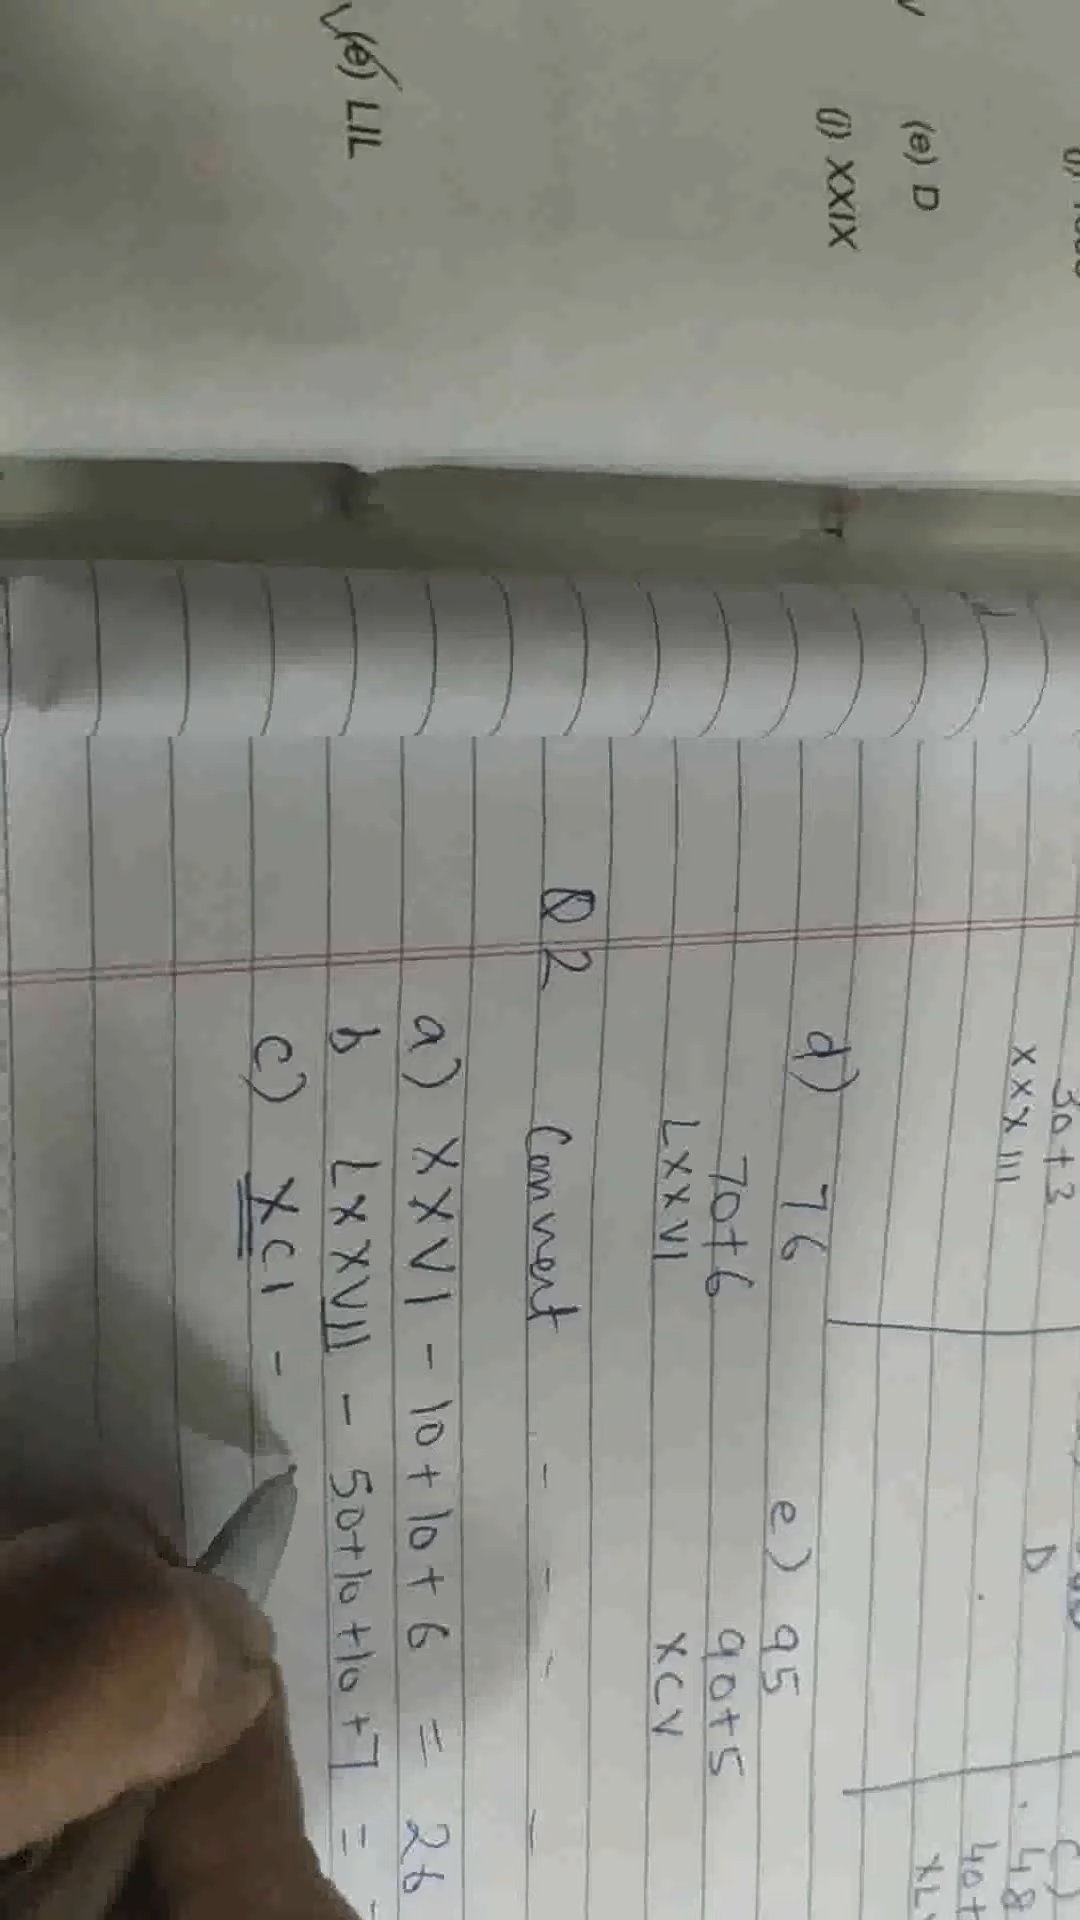 (e) D
(j) XXIX
(e) LIL
30+3
XXXIII
D
48
40+
d) 76
70+6
LXXVI
e) 95
90+5
XCV
Q2 Convert - - - -
a) XXVI - 10+10+6 = 26
b LXXVII - 50+10+10+7 =
c) XCI -